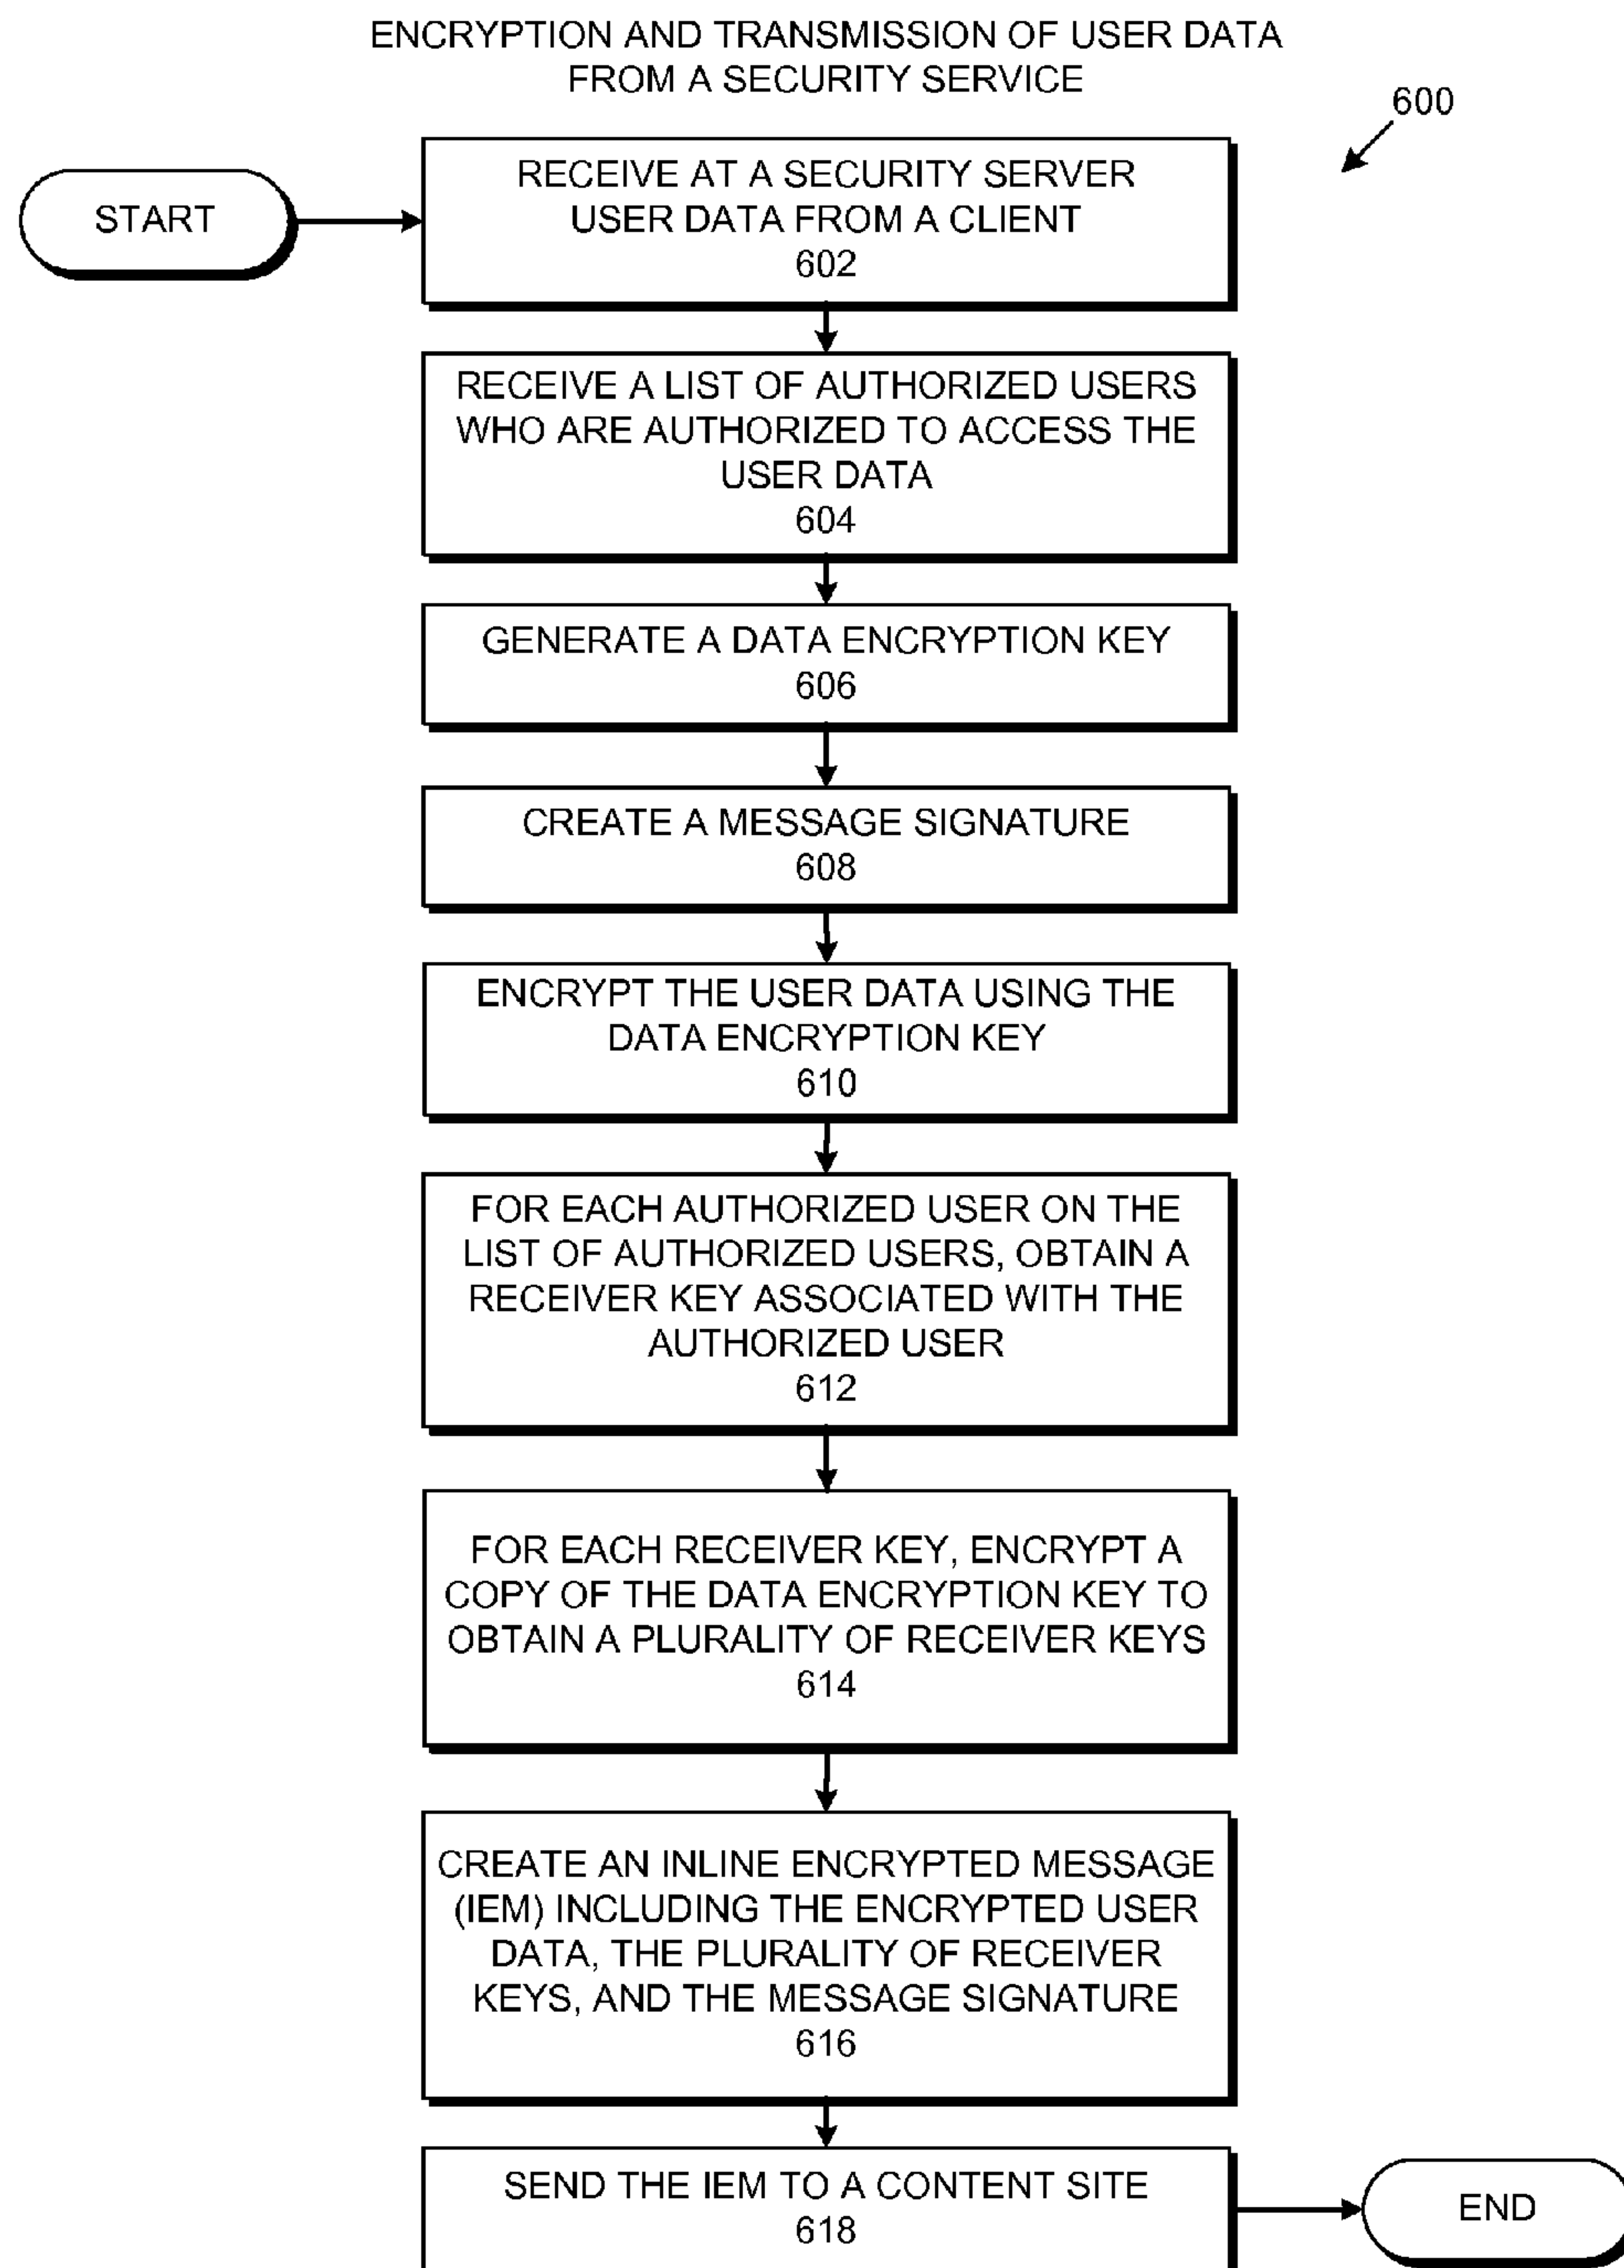 ENCRYPTION AND TRANSMISSION OF USER DATA
FROM A SECURITY SERVICE
600
START
RECEIVE AT A SECURITY SERVER
USER DATA FROM A CLIENT
602
RECEIVE A LIST OF AUTHORIZED USERS
WHO ARE AUTHORIZED TO ACCESS THE
USER DATA
604
GENERATE A DATA ENCRYPTION KEY
606
CREATE A MESSAGE SIGNATURE
608
ENCRYPT THE USER DATA USING THE
DATA ENCRYPTION KEY
610
FOR EACH AUTHORIZED USER ON THE
LIST OF AUTHORIZED USERS, OBTAIN A
RECEIVER KEY ASSOCIATED WITH THE
AUTHORIZED USER
612
FOR EACH RECEIVER KEY, ENCRYPT A
COPY OF THE DATA ENCRYPTION KEY TO
OBTAIN A PLURALITY OF RECEIVER KEYS
614
CREATE AN INLINE ENCRYPTED MESSAGE
(IEM) INCLUDING THE ENCRYPTED USER
DATA, THE PLURALITY OF RECEIVER
KEYS, AND THE MESSAGE SIGNATURE
616
SEND THE IEM TO A CONTENT SITE
618
END